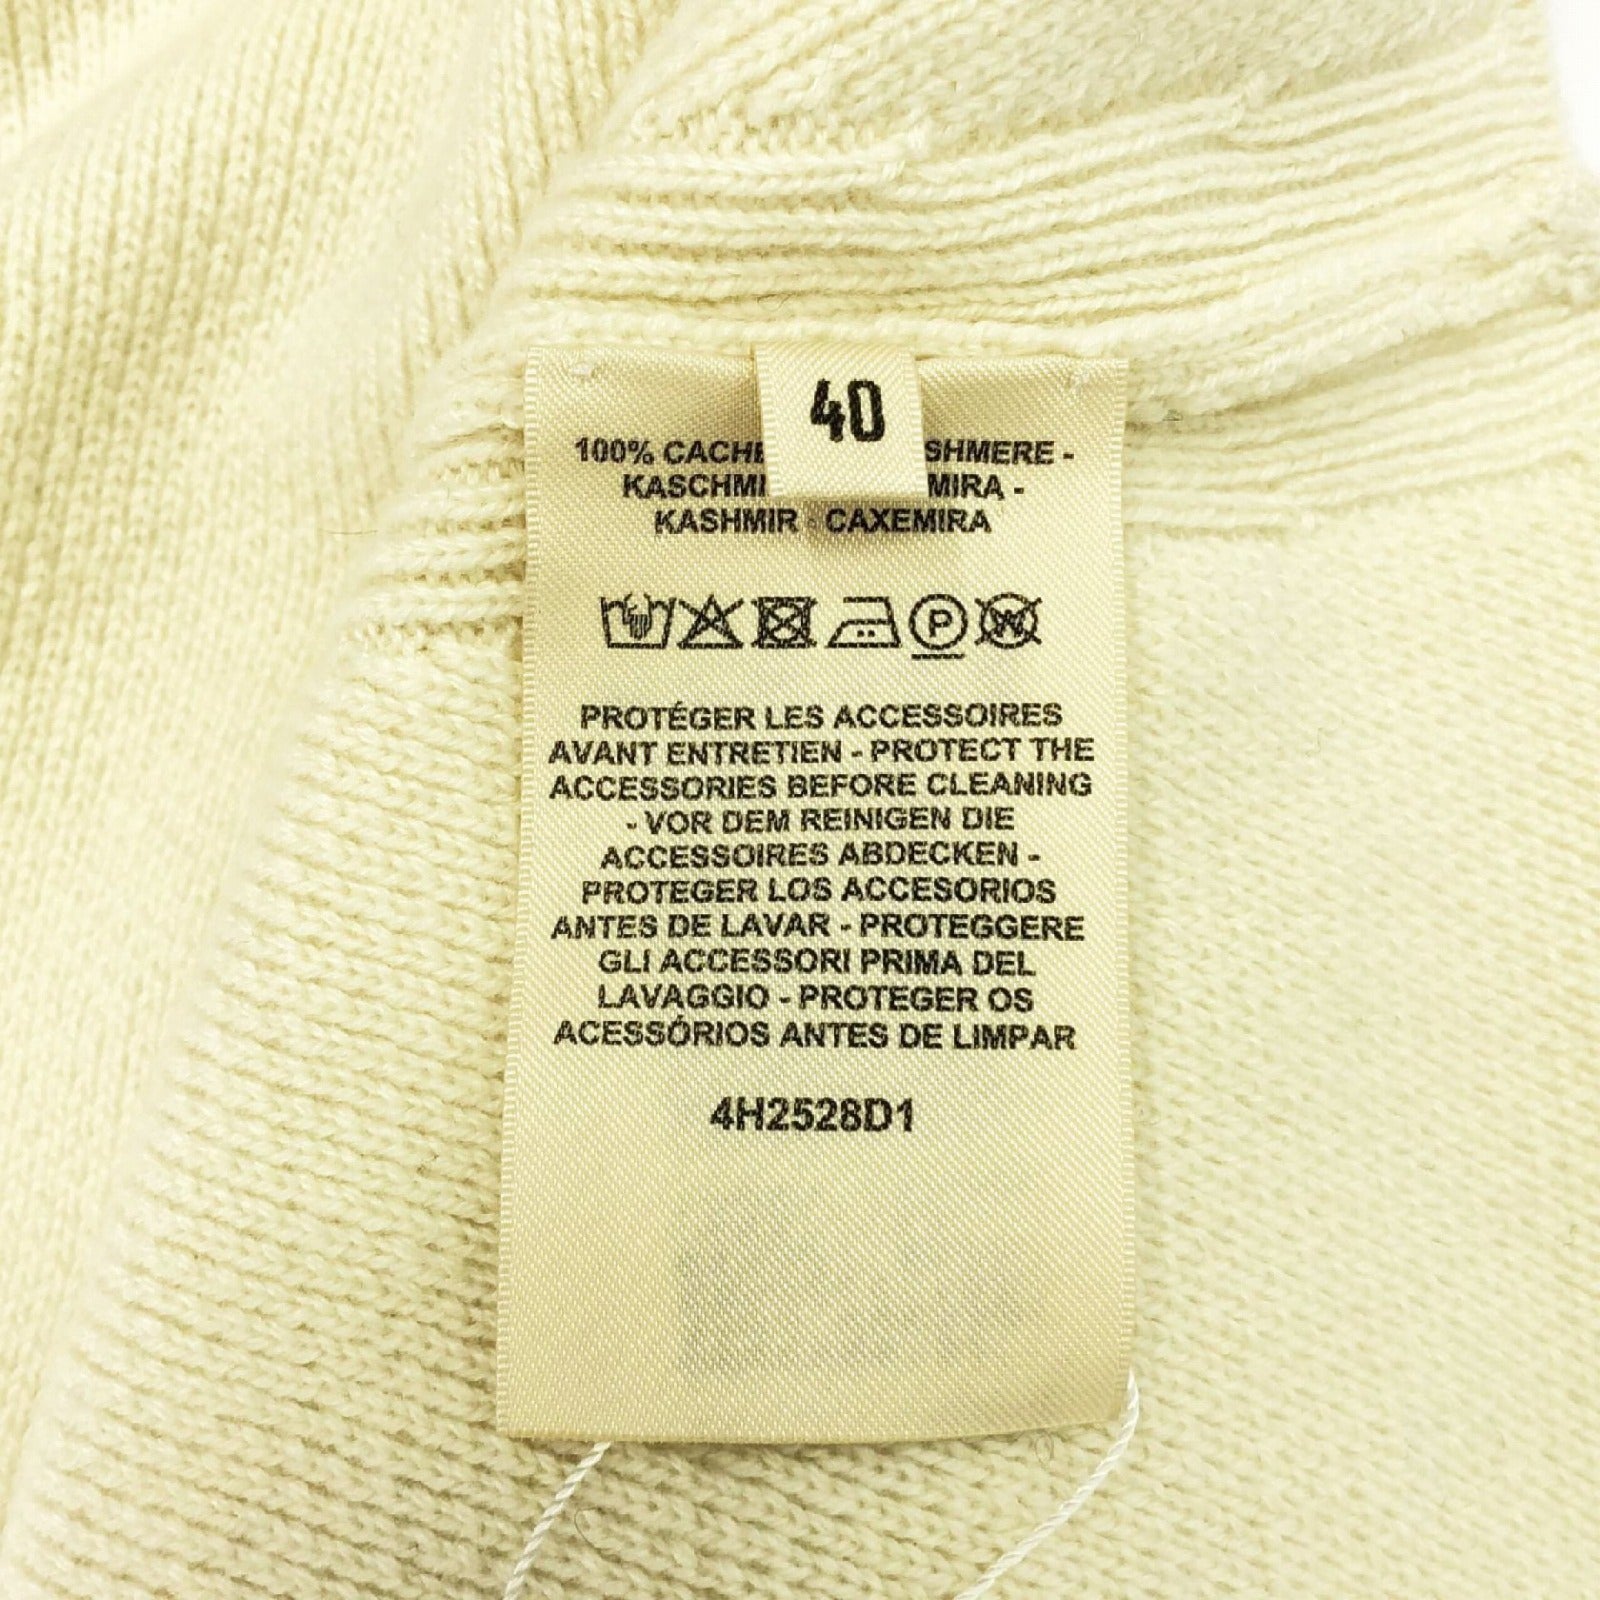 40
100% SHMERE -
MIRA -
KASHMIR - CAXEMIRA
P W
PROTÉGER LES ACCESSOIRES
AVANT ENTRETIEN - PROTECT THE
ACCESSORIES BEFORE CLEANING
- VOR DEM REINIGEN DIE
ACCESSOIRES ABDECKEN -
PROTEGER LOS ACCESORIOS
ANTES DE LAVAR - PROTEGGERE
GLI ACCESSORI PRIMA DEL
LAVAGGIO - PROTEGER OS
ACESSÓRIOS ANTES DE LIMPAR
4H2528D1